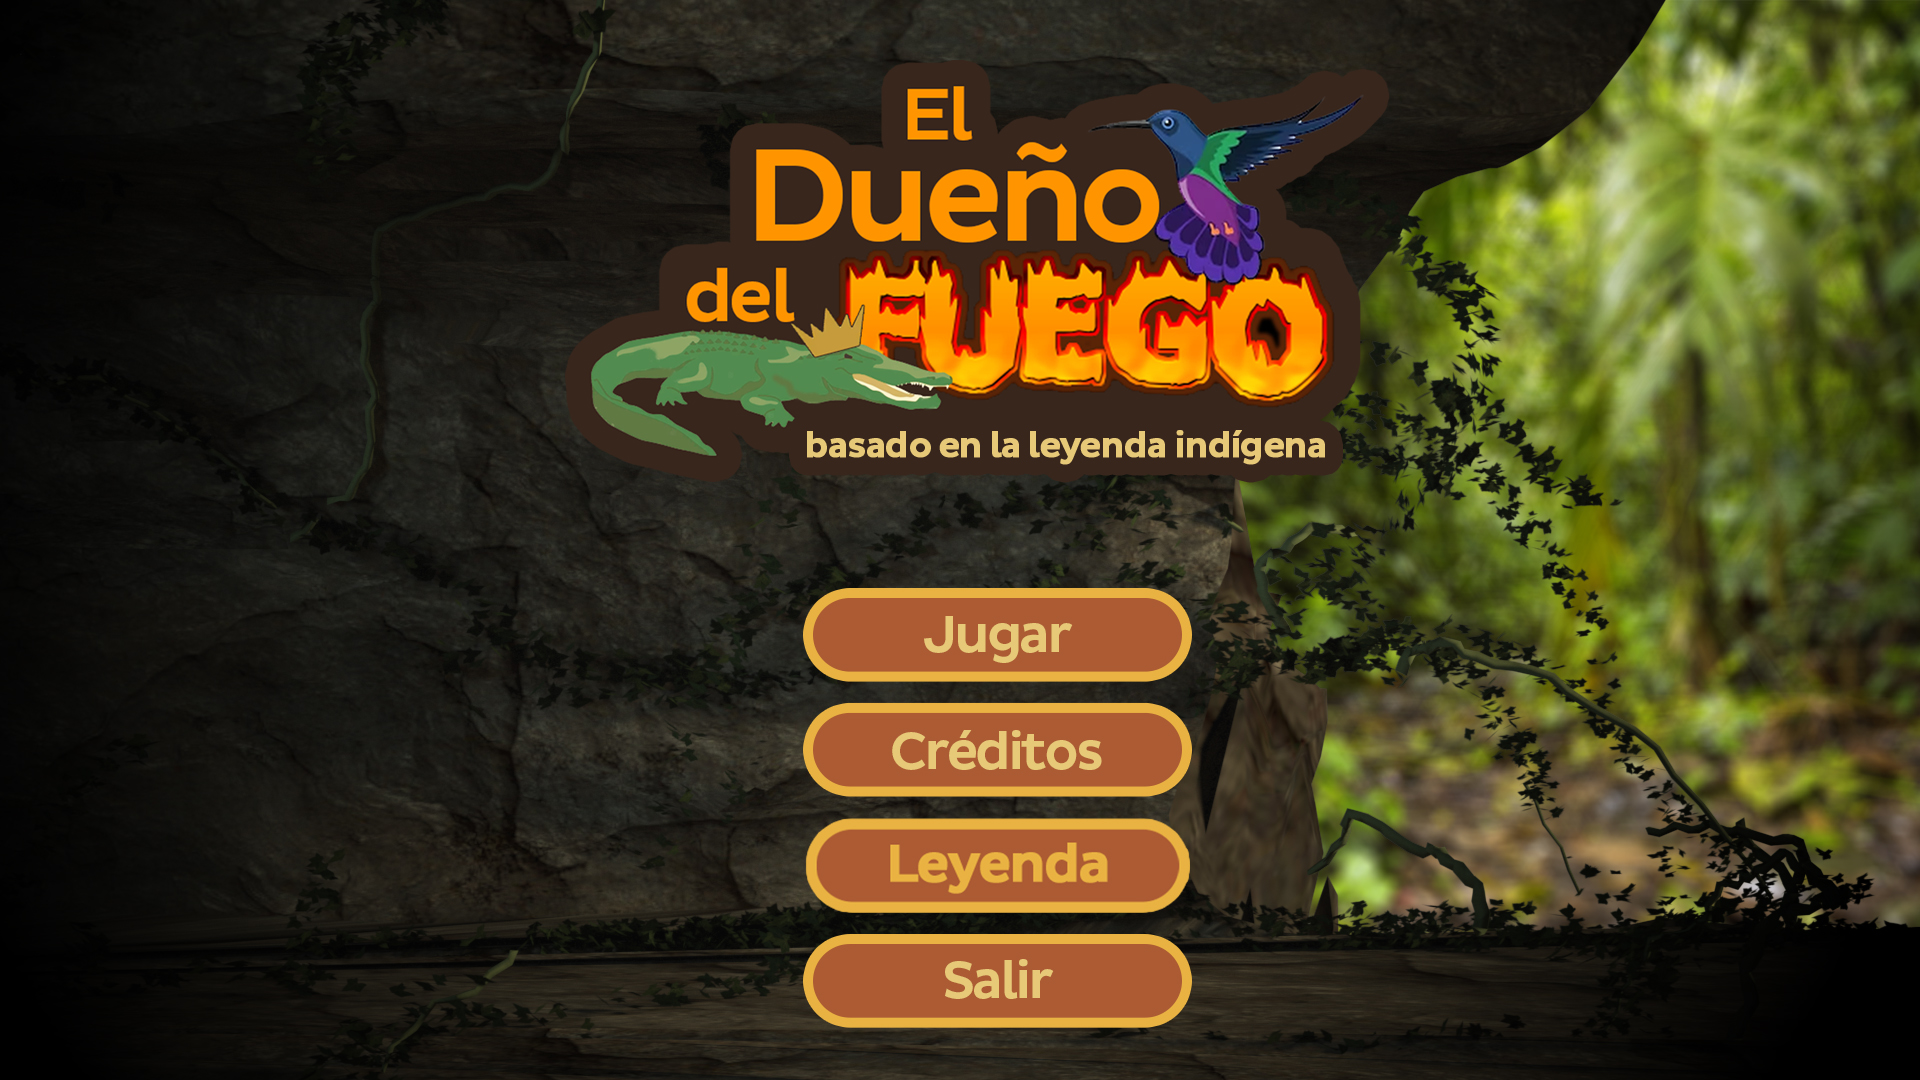 El
Dueño
del FUEGO
basado en la leyenda indígena
Jugar
Créditos
Leyenda
Salir